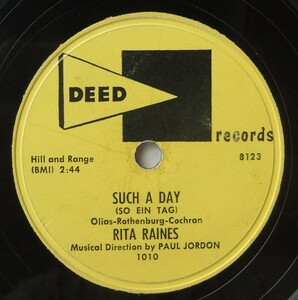 DEED
records
Hill and Range
(BMI) 2:44
8123
SUCH A DAY
(SO EIN TAG)
Olias-Rothenburg-Cochran
RITA RAINES
Musical Direction by PAUL JORDON
1010